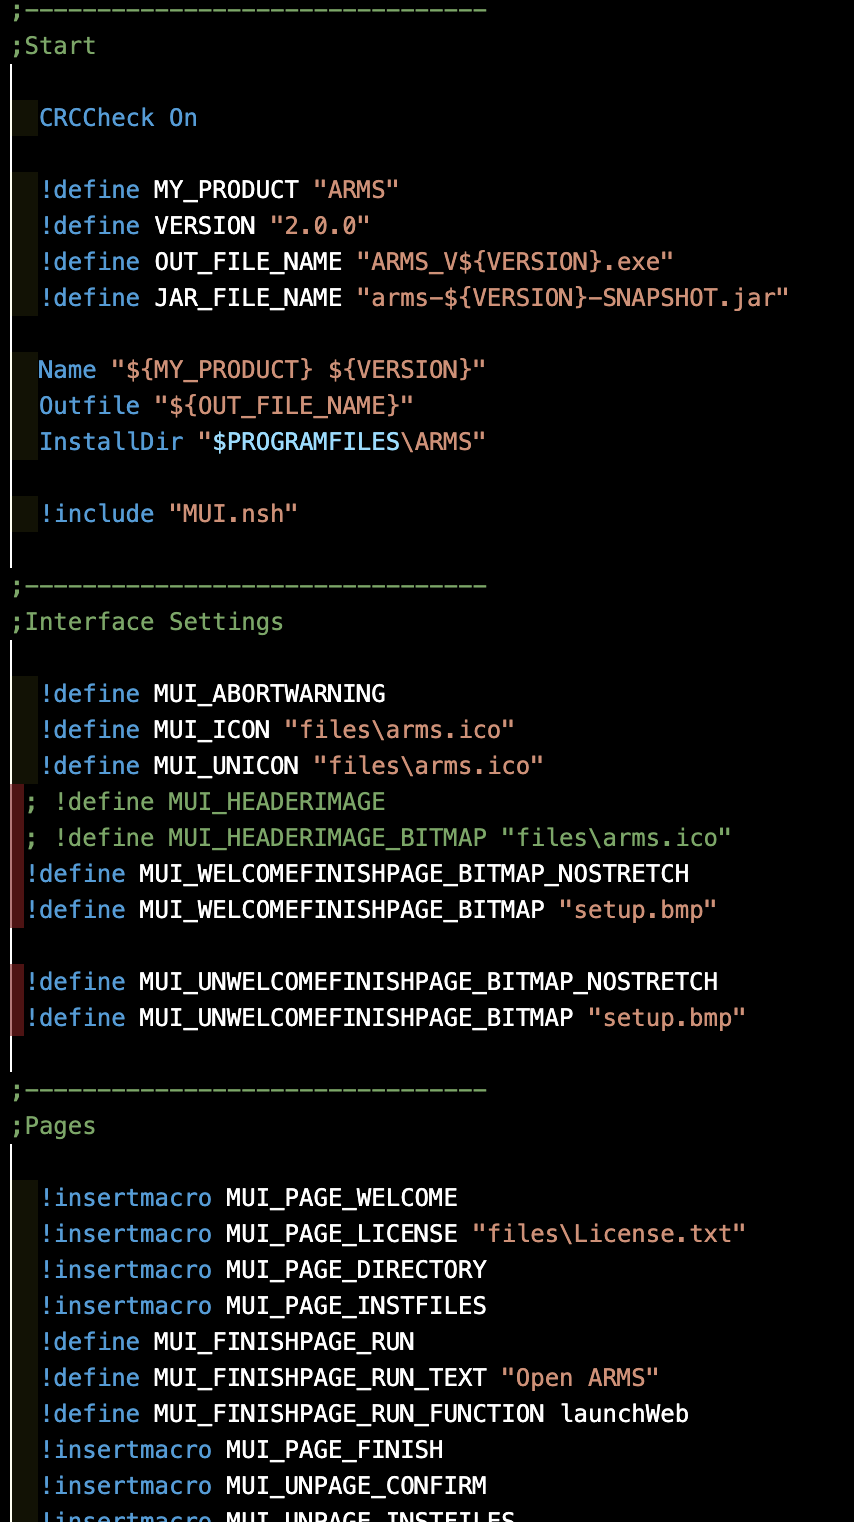 ;--------------------------------
;Start
CRCCheck On
!define MY_PRODUCT "ARMS"
!define VERSION "2.0.0"
!define OUT_FILE_NAME "ARMS_V${VERSION}.exe"
!define JAR_FILE_NAME "arms-${VERSION}-SNAPSHOT.jar"
Name "${MY_PRODUCT} ${VERSION}"
Outfile "${OUT_FILE_NAME}"
InstallDir "$PROGRAMFILES\ARMS"
!include "MUI.nsh"
;--------------------------------
;Interface Settings
!define MUI_ABORTWARNING
!define MUI_ICON "files\arms.ico"
!define MUI_UNICON "files\arms.ico"
; !define MUI_HEADERIMAGE
; !define MUI_HEADERIMAGE_BITMAP "files\arms.ico"
!define MUI_WELCOMEFINISHPAGE_BITMAP_NOSTRETCH
!define MUI_WELCOMEFINISHPAGE_BITMAP "setup.bmp"
!define MUI_UNWELCOMEFINISHPAGE_BITMAP_NOSTRETCH
!define MUI_UNWELCOMEFINISHPAGE_BITMAP "setup.bmp"
;--------------------------------
;Pages
!insertmacro MUI_PAGE_WELCOME
!insertmacro MUI_PAGE_LICENSE "files\License.txt"
!insertmacro MUI_PAGE_DIRECTORY
!insertmacro MUI_PAGE_INSTFILES
!define MUI_FINISHPAGE_RUN
!define MUI_FINISHPAGE_RUN_TEXT "Open ARMS"
!define MUI_FINISHPAGE_RUN_FUNCTION launchWeb
!insertmacro MUI_PAGE_FINISH
!insertmacro MUI_UNPAGE_CONFIRM
!insertmacro MUI_UNPAGE_INSTFILES